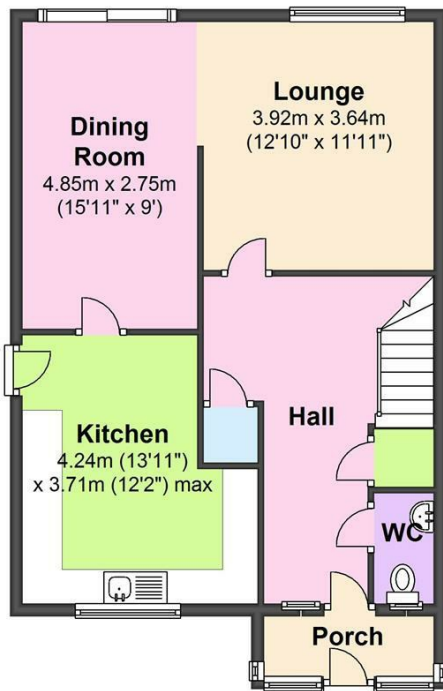 Dining
Room
4.85m x 2.75m
(15'11" x 9')
Lounge
3.92m x 3.64m
(12'10" x 11'11")
Hall
Kitchen
4.24m (13'11")
x 3.71m (12'2") max
WC
Porch